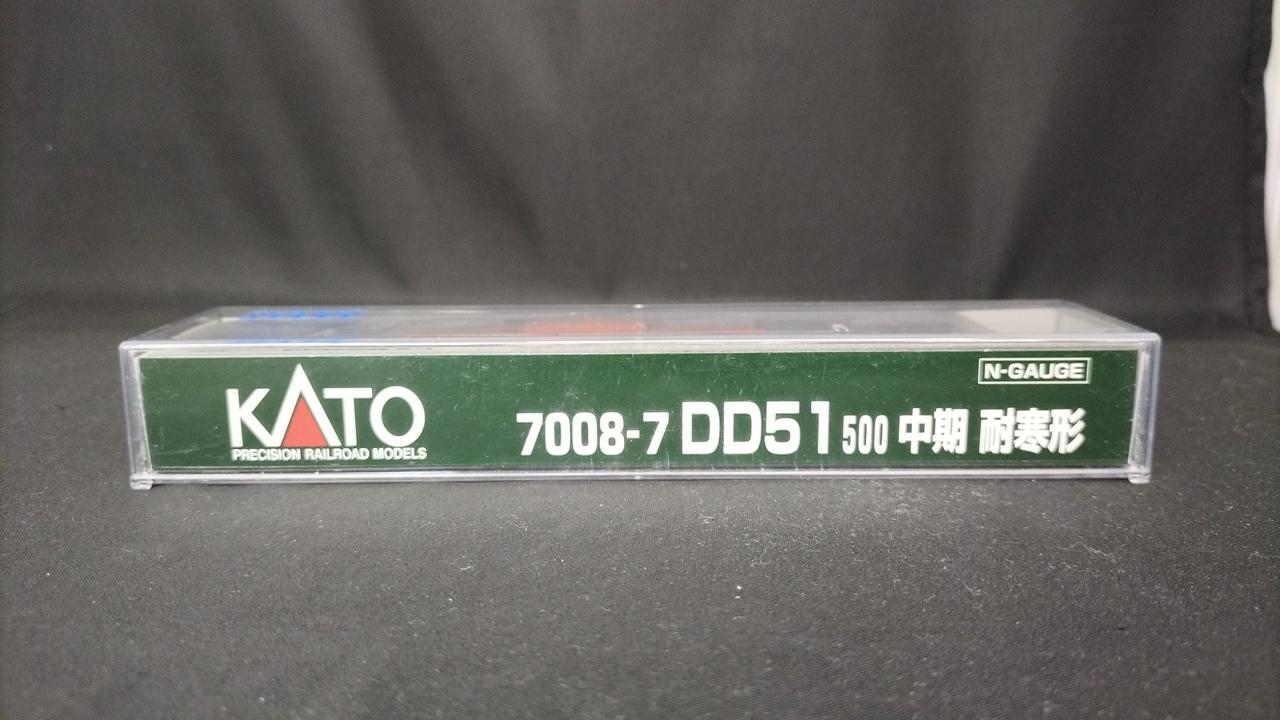 N-GAUGE
KATO
PRECISION RAILROAD MODELS
7008-7 DD51 500 中期 耐寒形